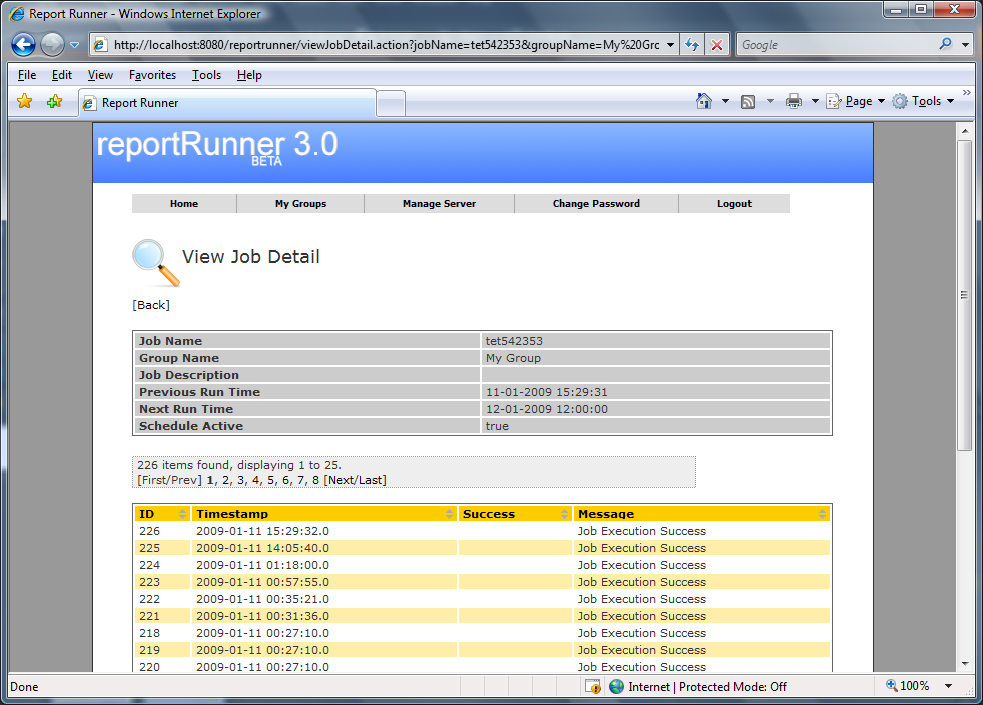 Report Runner - Windows Internet Explorer
http://localhost:8080/reportrunner/viewJobDetail.action?jobName=tet542353&groupName=My%20Grc
Google
File Edit View Favorites Tools Help
Report Runner
Page Tools
reportRunner 3.0
BETA
Home My Groups Manage Server Change Password Logout
View Job Detail
[Back]
Job Name tet542353
Group Name My Group
Job Description
Previous Run Time 11-01-2009 15:29:31
Next Run Time 12-01-2009 12:00:00
Schedule Active true
226 items found, displaying 1 to 25.
[First/Prev] 1, 2, 3, 4, 5, 6, 7, 8 [Next/Last]
ID Timestamp Success Message
226 2009-01-11 15:29:32.0 Job Execution Success
225 2009-01-11 14:05:40.0 Job Execution Success
224 2009-01-11 01:18:00.0 Job Execution Success
223 2009-01-11 00:57:55.0 Job Execution Success
222 2009-01-11 00:35:21.0 Job Execution Success
221 2009-01-11 00:31:36.0 Job Execution Success
218 2009-01-11 00:27:10.0 Job Execution Success
219 2009-01-11 00:27:10.0 Job Execution Success
220 2009-01-11 00:27:10.0 Job Execution Success
Done Internet | Protected Mode: Off 100%